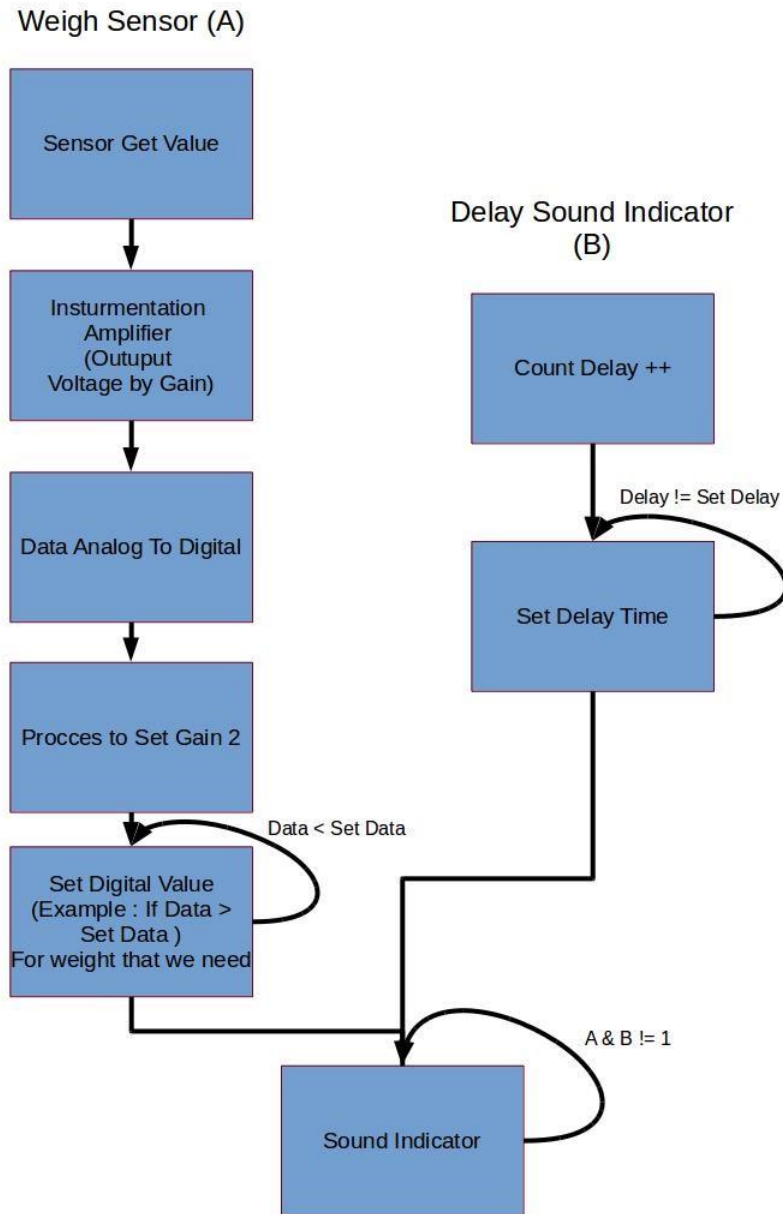 Weigh Sensor (A)
Sensor Get Value
Insturmentation
Amplifier
(Outuput
Voltage by Gain)
Data Analog To Digital
Procces to Set Gain 2
Data < Set Data
Set Digital Value
(Example : If Data >
Set Data )
For weight that we need
Delay Sound Indicator
(B)
Count Delay ++
Delay != Set Delay
Set Delay Time
A & B != 1
Sound Indicator